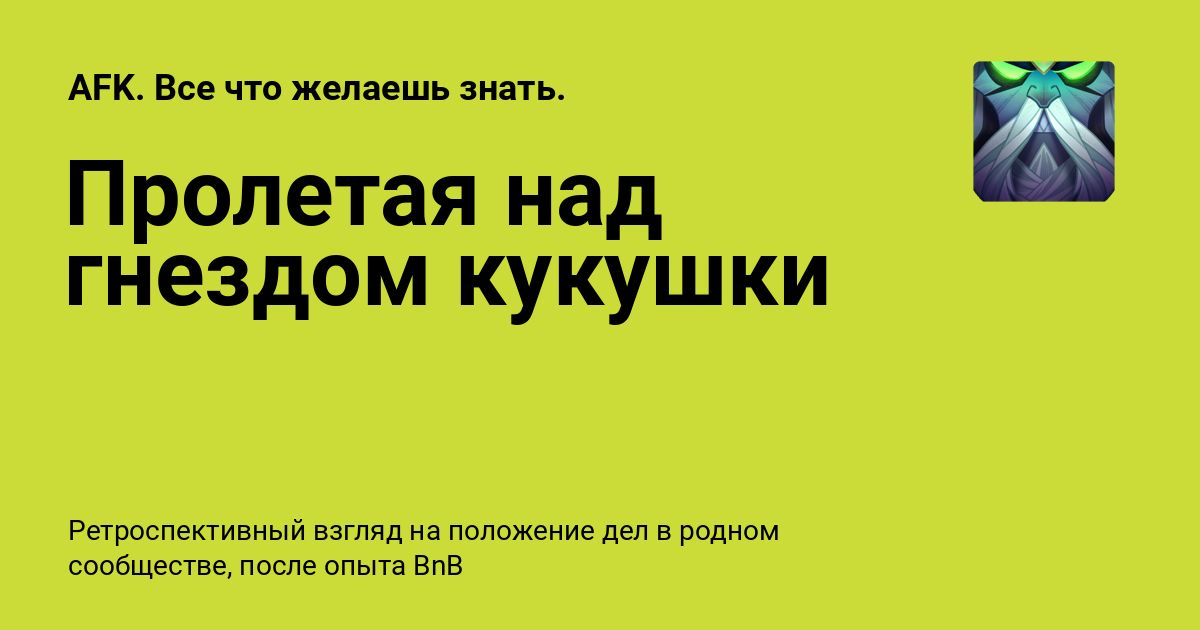 AFK. Все что желаешь знать.
Пролетая над
гнездом кукушки
Ретроспективный взгляд на положение дел в родном
сообществе, после опыта BnB